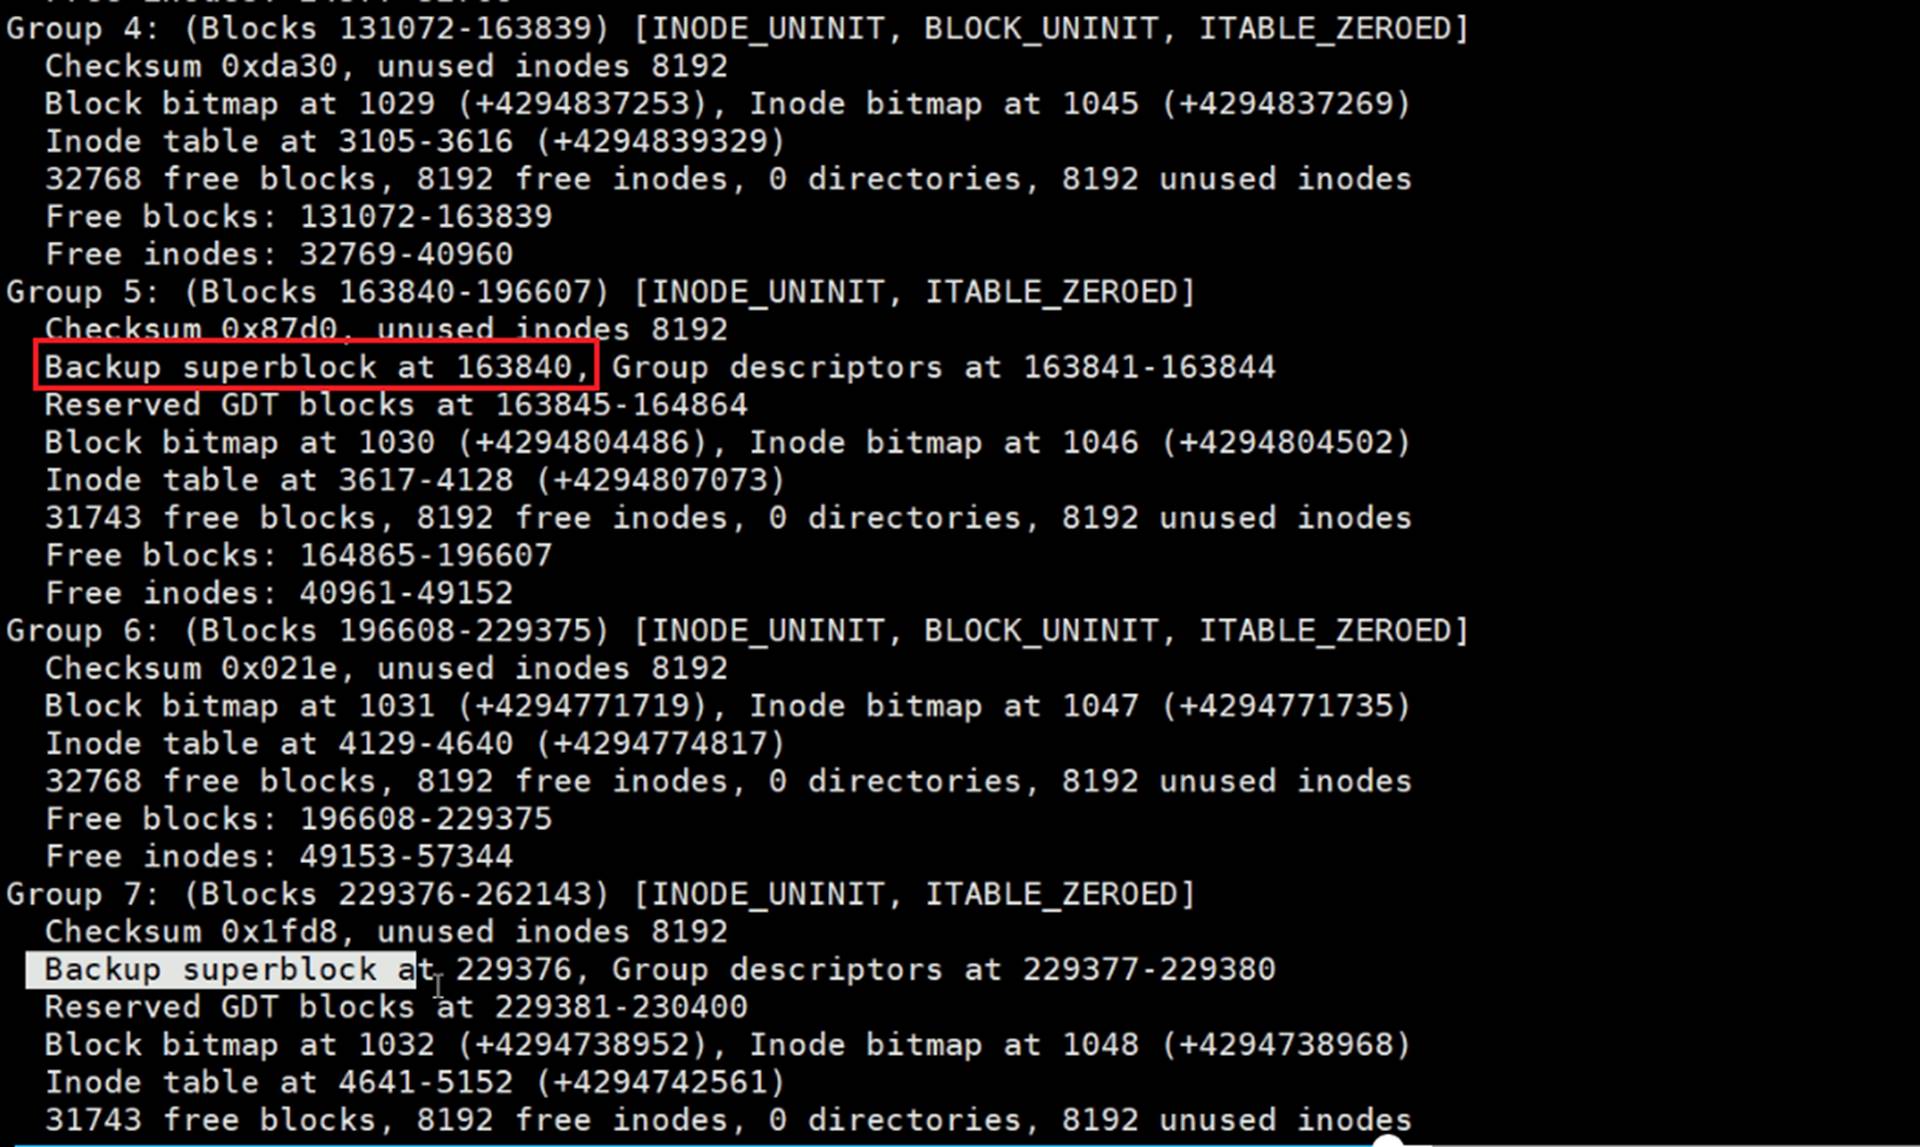 Group 4: (Blocks 131072-163839) [INODE_UNINIT, BLOCK_UNINIT, ITABLE_ZEROED]
Checksum 0xda30, unused inodes 8192
Block bitmap at 1029 (+4294837253), Inode bitmap at 1045 (+4294837269)
Inode table at 3105-3616 (+4294839329)
32768 free blocks, 8192 free inodes, 0 directories, 8192 unused inodes
Free blocks: 131072-163839
Free inodes: 32769-40960
Group 5: (Blocks 163840-196607) [INODE_UNINIT, ITABLE_ZEROED]
Checksum 0x87d0, unused inodes 8192
Backup superblock at 163840, Group descriptors at 163841-163844
Reserved GDT blocks at 163845-164864
Block bitmap at 1030 (+4294804486), Inode bitmap at 1046 (+4294804502)
Inode table at 3617-4128 (+4294807073)
31743 free blocks, 8192 free inodes, 0 directories, 8192 unused inodes
Free blocks: 164865-196607
Free inodes: 40961-49152
Group 6: (Blocks 196608-229375) [INODE_UNINIT, BLOCK_UNINIT, ITABLE_ZEROED]
Checksum 0x021e, unused inodes 8192
Block bitmap at 1031 (+4294771719), Inode bitmap at 1047 (+4294771735)
Inode table at 4129-4640 (+4294774817)
32768 free blocks, 8192 free inodes, 0 directories, 8192 unused inodes
Free blocks: 196608-229375
Free inodes: 49153-57344
Group 7: (Blocks 229376-262143) [INODE_UNINIT, ITABLE_ZEROED]
Checksum 0x1fd8, unused inodes 8192
Backup superblock at 229376, Group descriptors at 229377-229380
Reserved GDT blocks at 229381-230400
Block bitmap at 1032 (+4294738952), Inode bitmap at 1048 (+4294738968)
Inode table at 4641-5152 (+4294742561)
31743 free blocks, 8192 free inodes, 0 directories, 8192 unused inodes